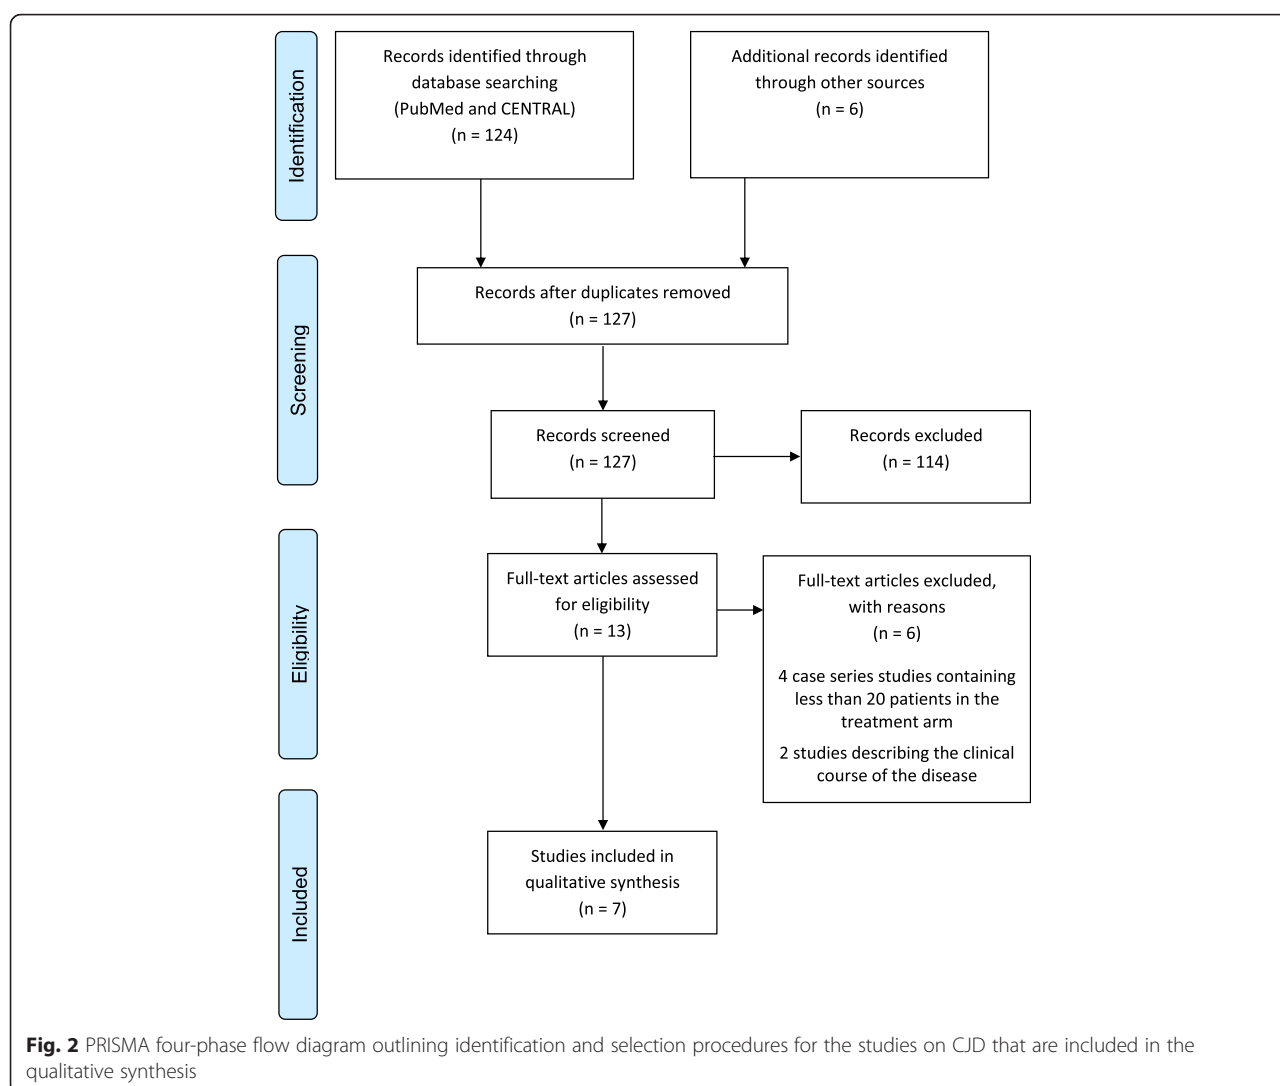 Identification
Records identified through
database searching
(PubMed and CENTRAL)
(n = 124)
Additional records identified
through other sources
(n = 6)
Screening
Records after duplicates removed
(n = 127)
Records screened
(n = 127)
Records excluded
(n = 114)
Eligibility
Full-text articles assessed
for eligibility
(n = 13)
Full-text articles excluded,
with reasons
(n = 6)
4 case series studies containing
less than 20 patients in the
treatment arm
2 studies describing the clinical
course of the disease
Included
Studies included in
qualitative synthesis
(n = 7)
Fig. 2 PRISMA four-phase flow diagram outlining identification and selection procedures for the studies on CJD that are included in the
qualitative synthesis